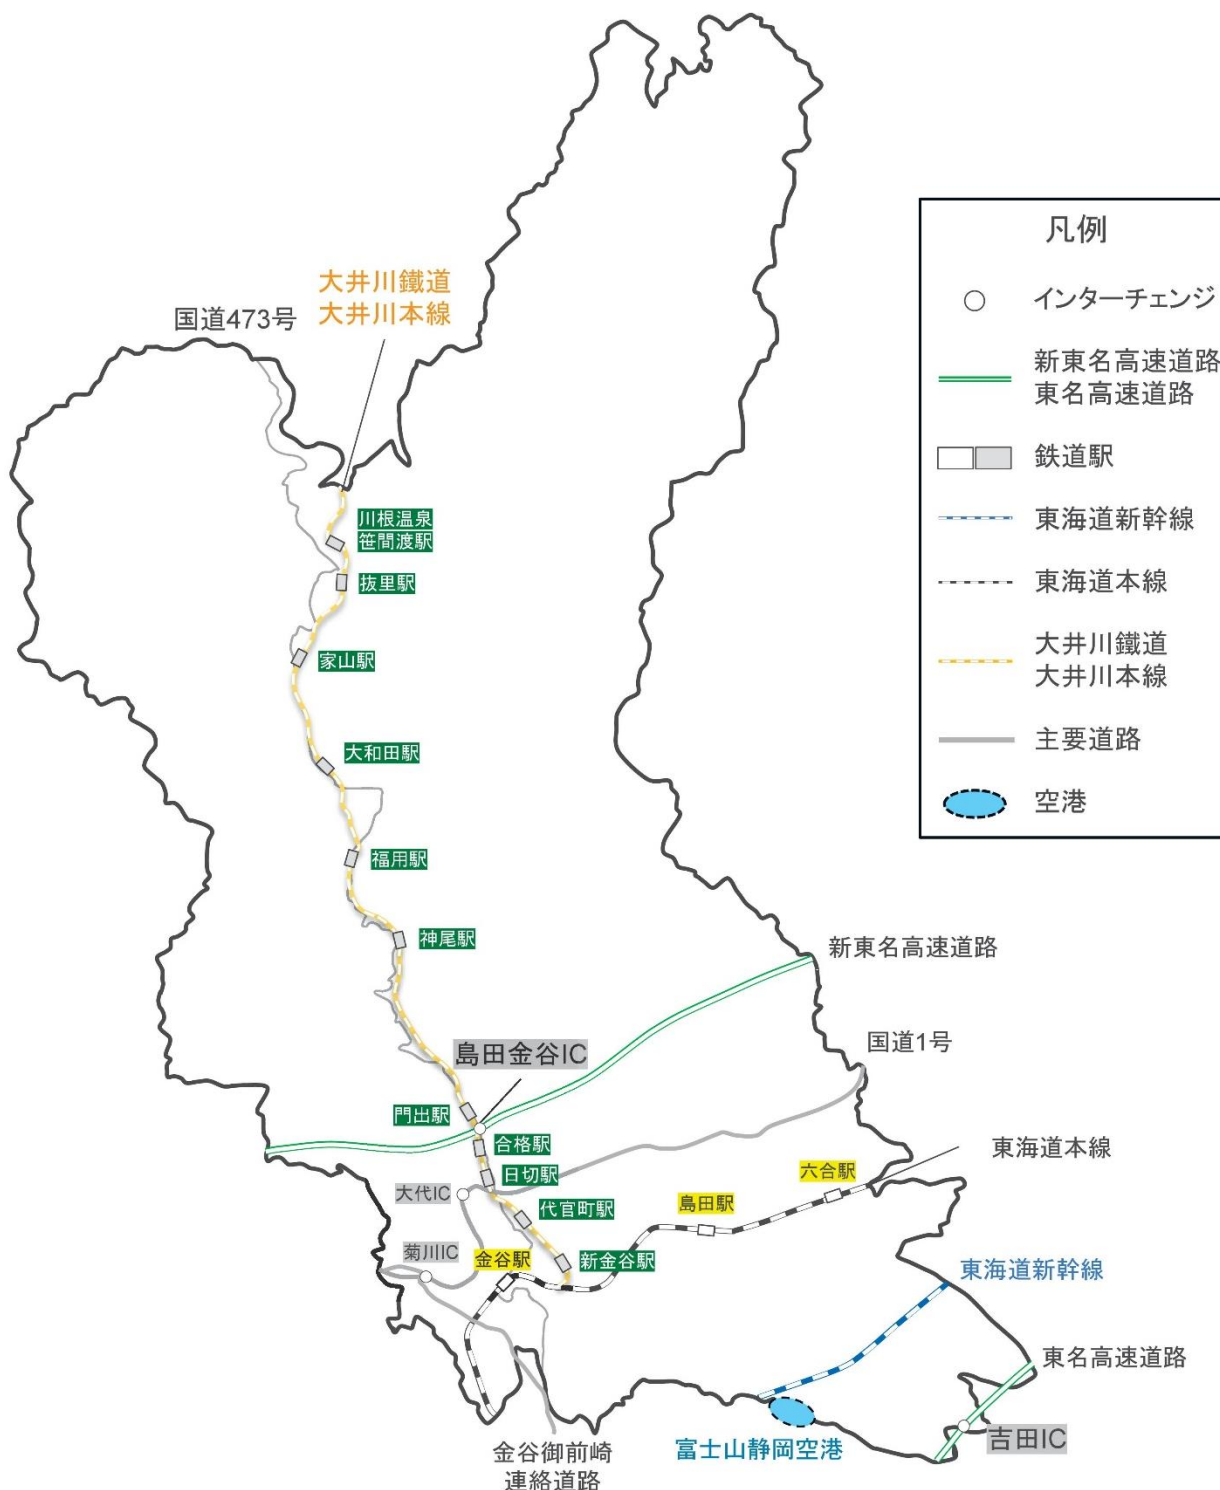 大井川鐵道
大井川本線
国道473号
川根温泉
笹間渡駅
抜里駅
家山駅
大和田駅
福用駅
神尾駅
新東名高速道路
国道1号
島田金谷IC
門出駅
合格駅
日切駅
大代IC
代官町駅
菊川IC
金谷駅
新金谷駅
島田駅
六合駅
東海道本線
東海道新幹線
東名高速道路
吉田IC
富士山静岡空港
金谷御前崎
連絡道路
凡例
インターチェンジ
新東名高速道路
東名高速道路
鉄道駅
東海道新幹線
東海道本線
大井川鐵道
大井川本線
主要道路
空港